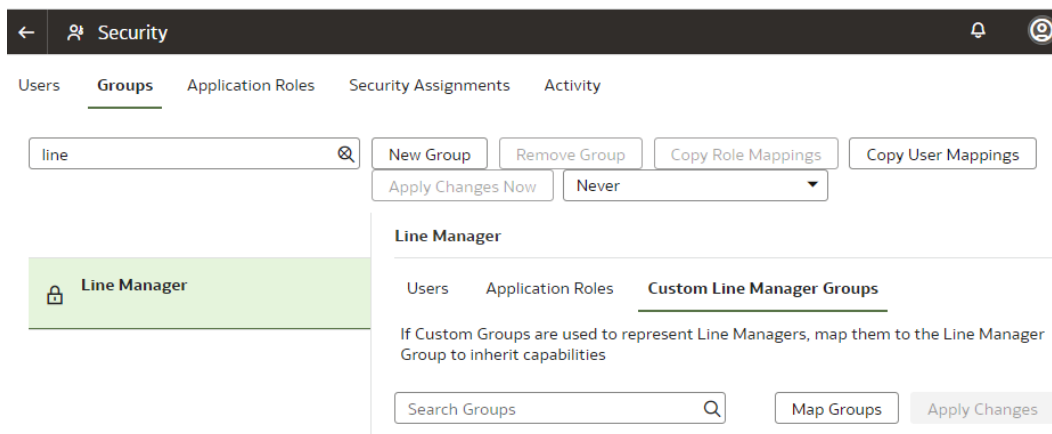 Security
Users Groups Application Roles Security Assignments Activity
line New Group Remove Group Copy Role Mappings Copy User Mappings
Apply Changes Now Never
Line Manager
Line Manager
Users Application Roles Custom Line Manager Groups
If Custom Groups are used to represent Line Managers, map them to the Line Manager
Group to inherit capabilities
Search Groups Map Groups Apply Changes